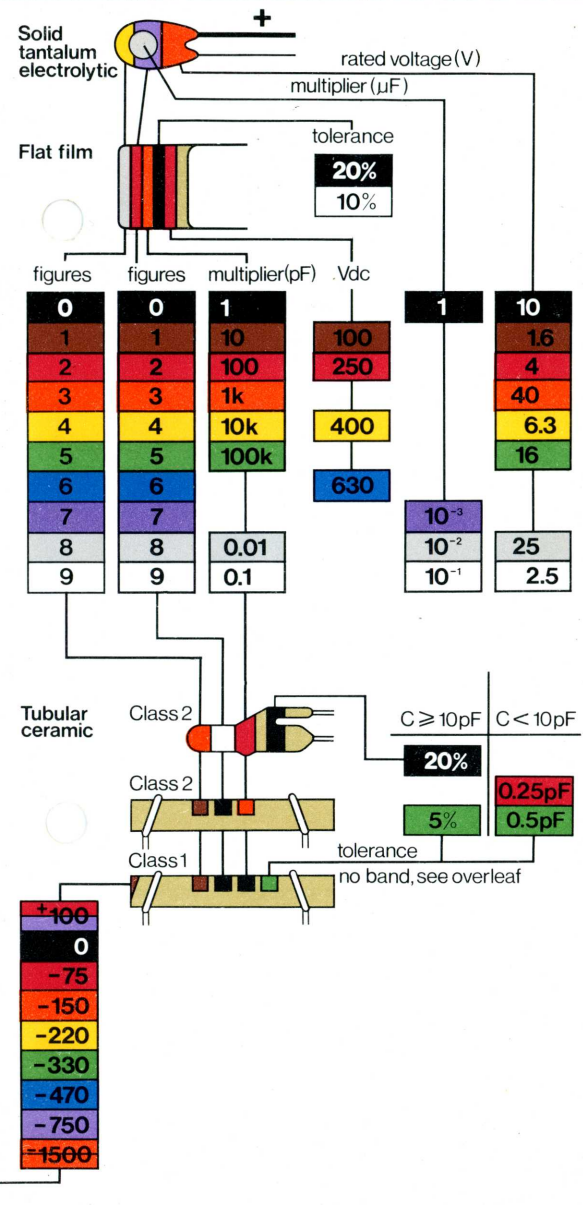 +
Solid
tantalum
electrolytic
rated voltage (V)
multiplier (μF)
Flat film
tolerance
20%
10%
figures figures multiplier(pF) Vdc
0 0 1 1 10
1 1 10 100 1.6
2 2 100 250 4
3 3 1k 40
4 4 10k 400 6.3
5 5 100k 16
6 6 630
7 7 10⁻³
8 8 0.01 10⁻² 25
9 9 0.1 10⁻¹ 2.5
Tubular
ceramic
Class 2
C ≥ 10pF C < 10pF
20%
Class 2
0.25pF
5% 0.5pF
Class 1
tolerance
no band, see overleaf
+100
0
-75
-150
-220
-330
-470
-750
-1500